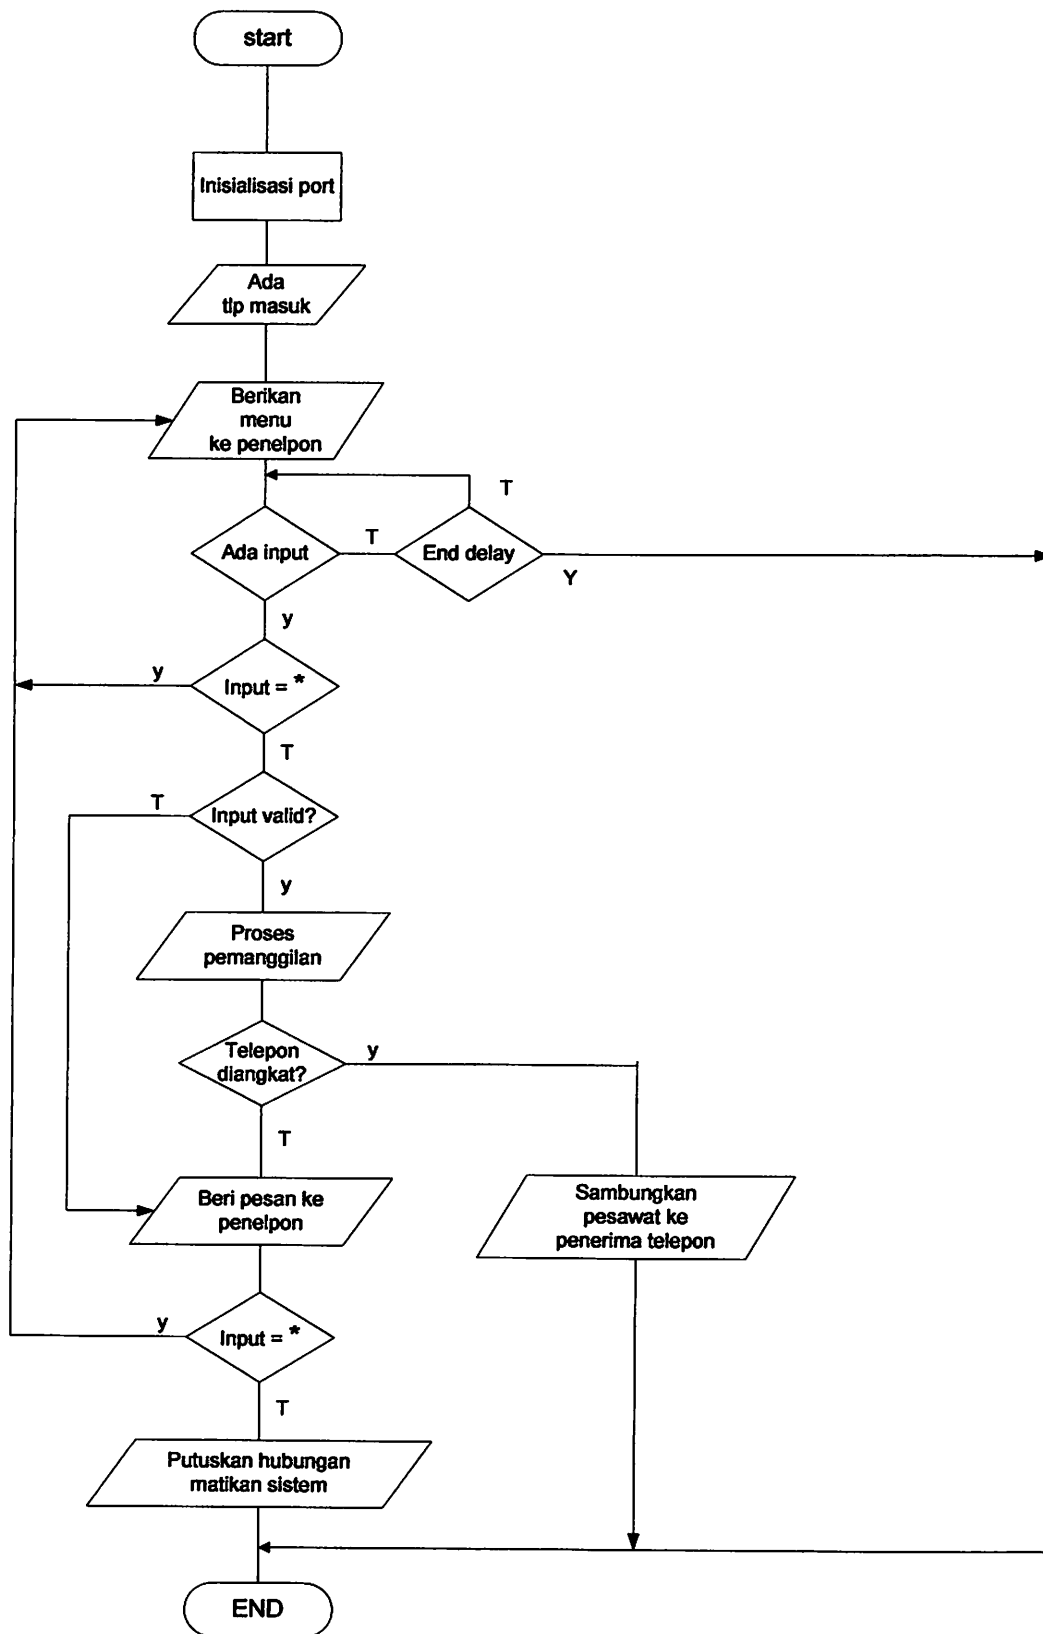 start
Inisialisasi port
Ada
tlp masuk
Berikan
menu
ke penelpon
T
Ada input
T
End delay
Y
y
y
Input = *
T
T
Input valid?
y
Proses
pemanggilan
Telepon
diangkat?
y
T
Beri pesan ke
penelpon
Sambungkan
pesawat ke
penerima telepon
y
Input = *
T
Putuskan hubungan
matikan sistem
END